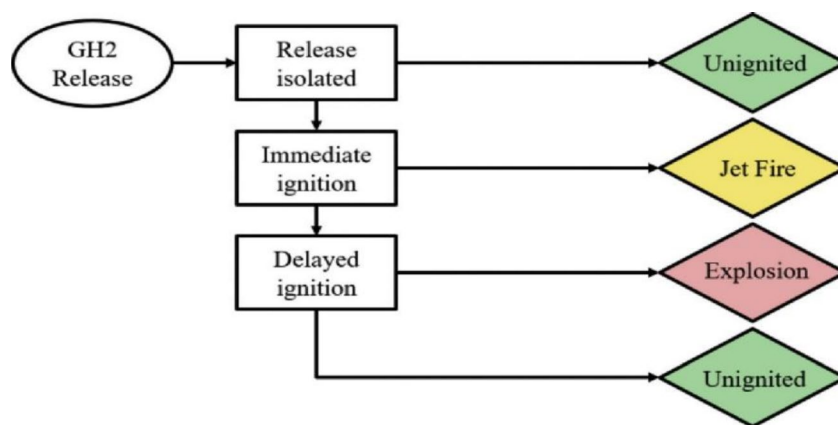 GH2
Release
Release
isolated
Unignited
Immediate
ignition
Jet Fire
Delayed
ignition
Explosion
Unignited